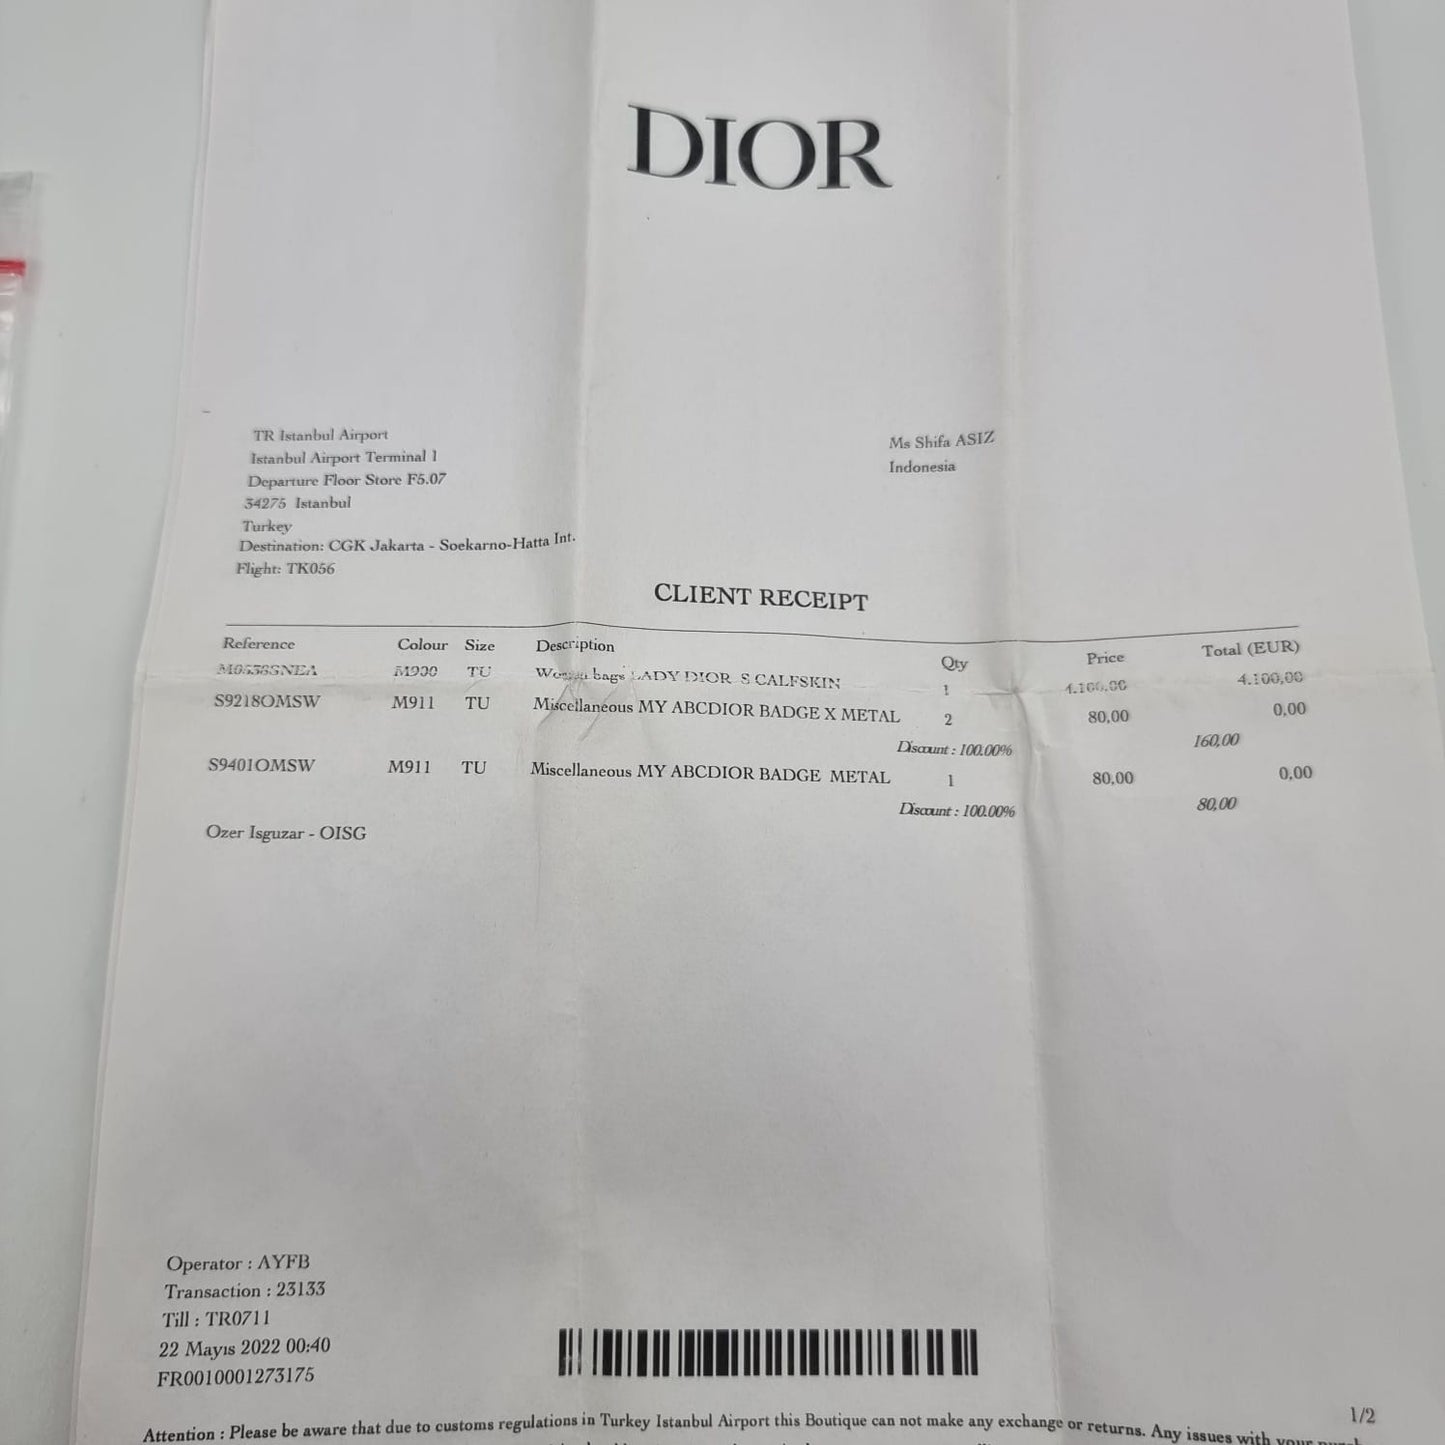 DIOR
TR Istanbul Airport
Istanbul Airport Terminal 1
Departure Floor Store F5.07
34275 Istanbul
Turkey
Destination: CGK Jakarta - Soekarno-Hatta Int.
Flight: TK056
Ms Shifa ASIZ
Indonesia
CLIENT RECEIPT
Reference Colour Size Description Qty Price Total (EUR)
TU bags LADY DIOR S CALFSKIN 1 4.100,00 4.100,00
S9218OMSW M911 TU Miscellaneous MY ABCDIOR BADGE X METAL 2 80,00 0,00
Discount : 100.00% 160,00
S9401OMSW M911 TU Miscellaneous MY ABCDIOR BADGE METAL 1 80,00 0,00
Discount : 100.00% 80,00
Ozer Isguzar - OISG
Operator : AYFB
Transaction : 23133
Till : TR0711
22 Mayıs 2022 00:40
FR0010001273175
1/2
Attention : Please be aware that due to customs regulations in Turkey Istanbul Airport this Boutique can not make any exchange or returns. Any issues with your